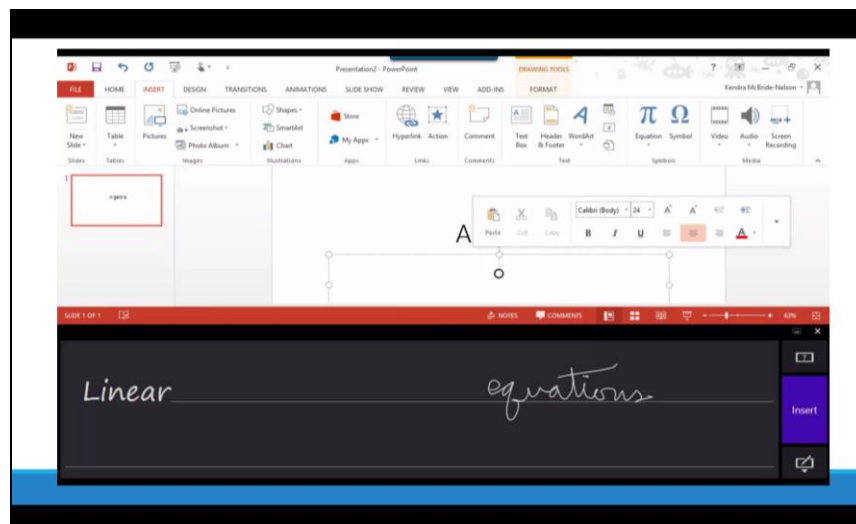 Presentation2 - PowerPoint
DRAWING TOOLS
?
FILE HOME INSERT DESIGN TRANSITIONS ANIMATIONS SLIDE SHOW REVIEW VIEW ADD-INS FORMAT Kendra McBride-Nelson
New Slide
Table
Pictures
Online Pictures
Screenshot
Photo Album
Shapes
SmartArt
Chart
Store
My Apps
Hyperlink
Action
Comment
Text Box
Header & Footer
WordArt
Equation
Symbol
Video
Audio
Screen Recording
Slides Tables Images Illustrations Apps Links Comments Text Symbols Media
1
Algebra
Calibri (Body) 24
Paste Cut Copy B I U A
A
SLIDE 1 OF 1 NOTES COMMENTS 63%
Linear equations
Insert